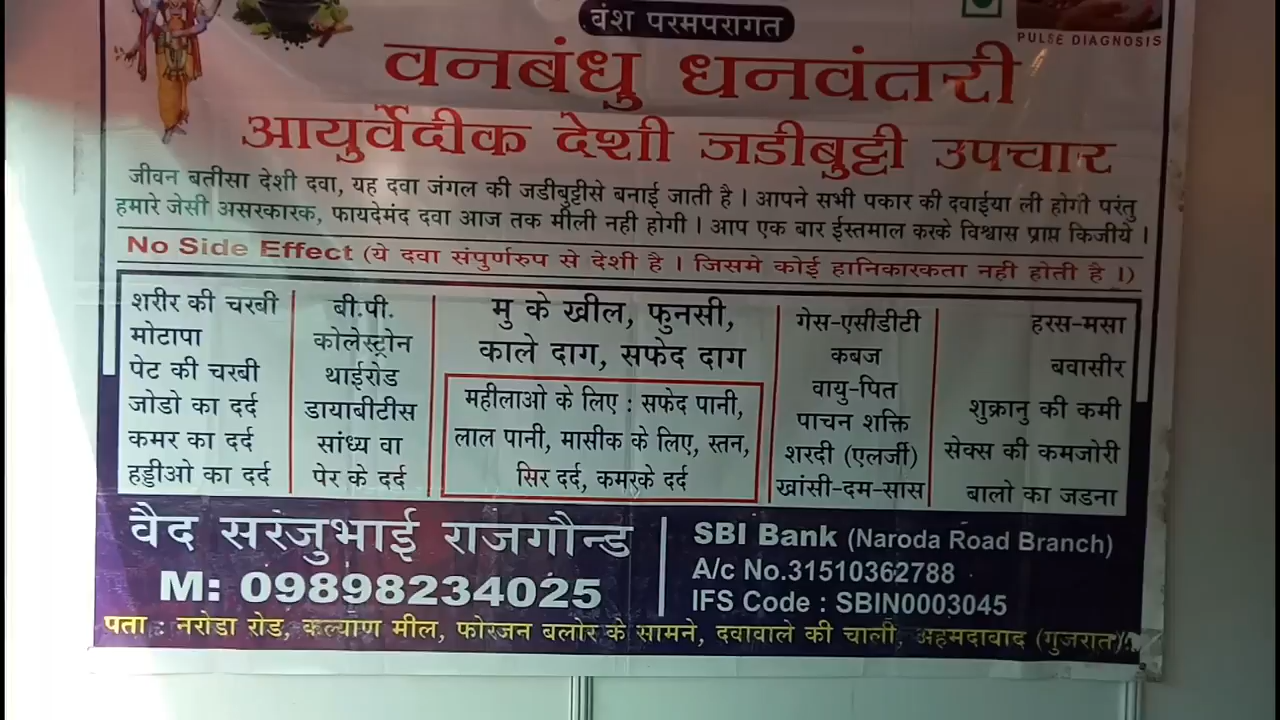 वंश परमपरागत
PULSE DIAGNOSIS
वनबंधु धनवंतरी
आयुर्वेदीक देशी जडीबुट्टी उपचार
जीवन बतीसा देशी दवा, यह दवा जंगल की जडीबुट्टीसे बनाई जाती है । आपने सभी पकार की दवाईया ली होगी परंतु
हमारे जेसी असरकारक, फायदेमंद दवा आज तक मीली नही होगी । आप एक बार ईस्तमाल करके विश्वास प्राप्त किजीये ।
No Side Effect (ये दवा संपुर्णरुप से देशी है । जिसमे कोई हानिकारकता नही होती है ।)
शरीर की चरबी
मोटापा
पेट की चरबी
जोडो का दर्द
कमर का दर्द
हड्डीओ का दर्द
बी.पी.
कोलेस्ट्रोन
थाईरोड
डायाबीटीस
सांध्य वा
पेर के दर्द
मु के खील, फुनसी,
काले दाग, सफेद दाग
महीलाओ के लिए : सफेद पानी,
लाल पानी, मासीक के लिए, स्तन,
सिर दर्द, कमरके दर्द
गेस-एसीडीटी
कबज
वायु-पित
पाचन शक्ति
शरदी (एलर्जी)
खांसी-दम-सास
हरस-मसा
बवासीर
शुक्रानु की कमी
सेक्स की कमजोरी
बालो का जडना
वैद सरंजुभाई राजगौन्ड
M: 09898234025
SBI Bank (Naroda Road Branch)
A/c No.31510362788
IFS Code : SBIN0003045
पता : नरोडा रोड, कल्याण मील, फोरजन बलोर के सामने, दवावाले की चाली, अहमदाबाद (गुजरात)